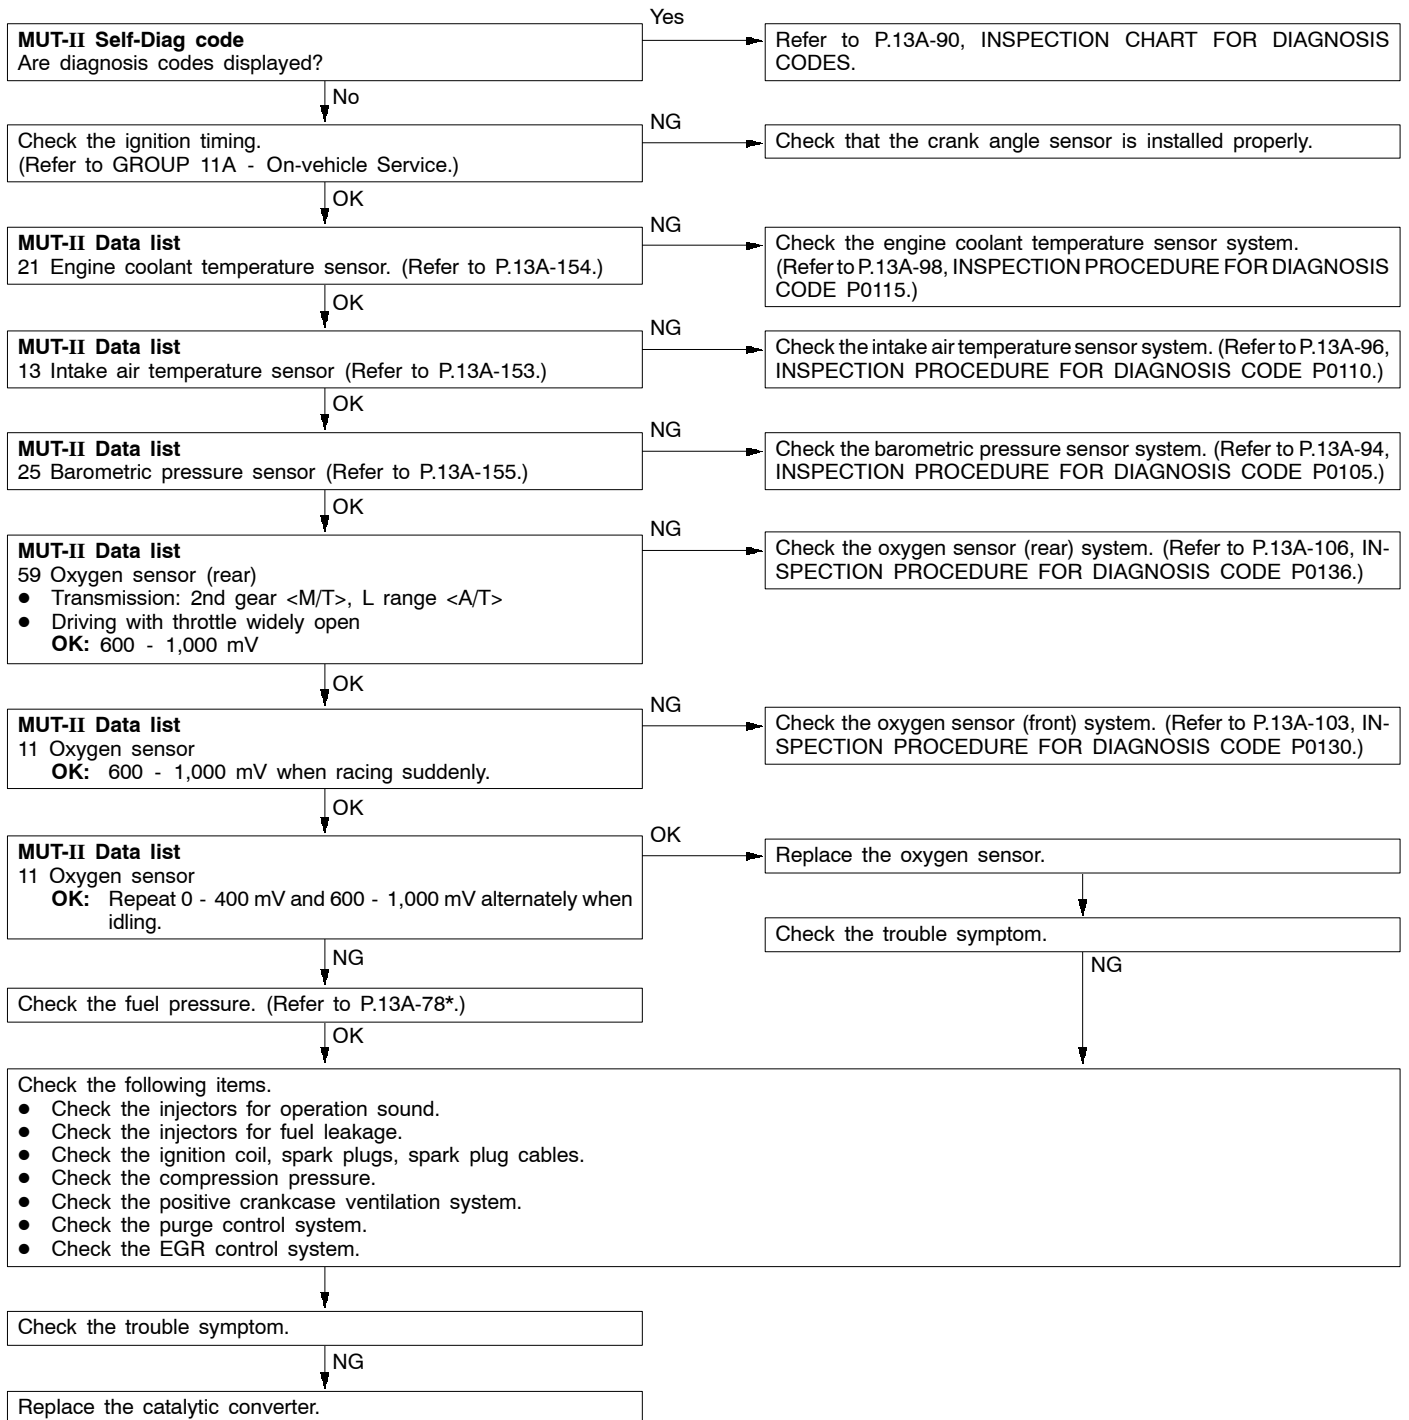 MUT-II Self-Diag code
Are diagnosis codes displayed?
Yes
Refer to P.13A-90, INSPECTION CHART FOR DIAGNOSIS
CODES.
No
Check the ignition timing.
(Refer to GROUP 11A - On-vehicle Service.)
NG
Check that the crank angle sensor is installed properly.
OK
MUT-II Data list
21 Engine coolant temperature sensor. (Refer to P.13A-154.)
NG
Check the engine coolant temperature sensor system.
(Refer to P.13A-98, INSPECTION PROCEDURE FOR DIAGNOSIS
CODE P0115.)
OK
MUT-II Data list
13 Intake air temperature sensor (Refer to P.13A-153.)
NG
Check the intake air temperature sensor system. (Refer to P.13A-96,
INSPECTION PROCEDURE FOR DIAGNOSIS CODE P0110.)
OK
MUT-II Data list
25 Barometric pressure sensor (Refer to P.13A-155.)
NG
Check the barometric pressure sensor system. (Refer to P.13A-94,
INSPECTION PROCEDURE FOR DIAGNOSIS CODE P0105.)
OK
MUT-II Data list
59 Oxygen sensor (rear)
● Transmission: 2nd gear <M/T>, L range <A/T>
● Driving with throttle widely open
OK: 600 - 1,000 mV
NG
Check the oxygen sensor (rear) system. (Refer to P.13A-106, IN-
SPECTION PROCEDURE FOR DIAGNOSIS CODE P0136.)
OK
MUT-II Data list
11 Oxygen sensor
OK: 600 - 1,000 mV when racing suddenly.
NG
Check the oxygen sensor (front) system. (Refer to P.13A-103, IN-
SPECTION PROCEDURE FOR DIAGNOSIS CODE P0130.)
OK
MUT-II Data list
11 Oxygen sensor
OK: Repeat 0 - 400 mV and 600 - 1,000 mV alternately when
idling.
OK
Replace the oxygen sensor.
Check the trouble symptom.
NG
NG
Check the fuel pressure. (Refer to P.13A-78*.)
OK
Check the following items.
● Check the injectors for operation sound.
● Check the injectors for fuel leakage.
● Check the ignition coil, spark plugs, spark plug cables.
● Check the compression pressure.
● Check the positive crankcase ventilation system.
● Check the purge control system.
● Check the EGR control system.
Check the trouble symptom.
NG
Replace the catalytic converter.